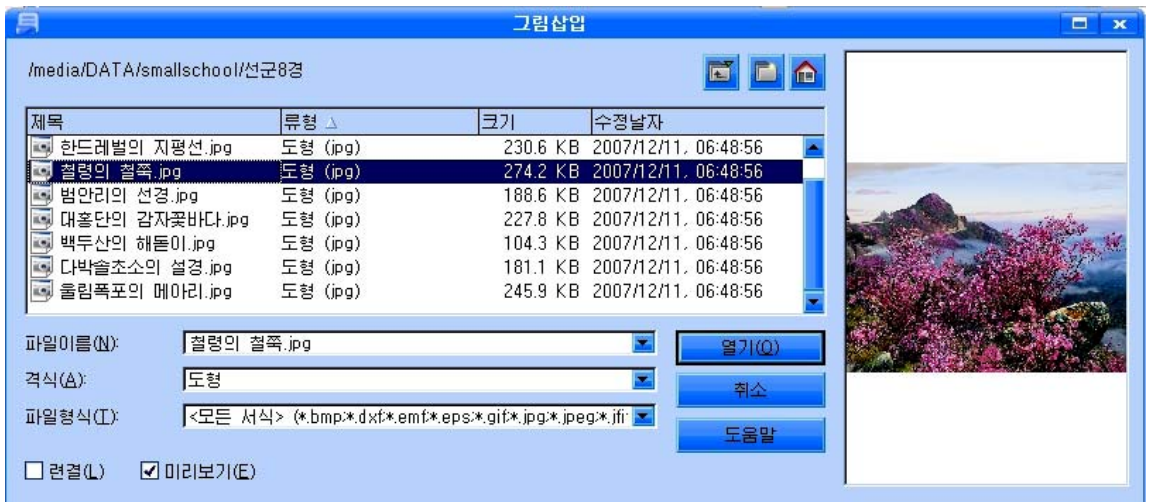 그림삽입
/media/DATA/smallschool/선군8경
제목 류형 크기 수정날자
한드레벌의 지평선.jpg 도형 (jpg) 230.6 KB 2007/12/11, 06:48:56
철령의 철쭉.jpg 도형 (jpg) 274.2 KB 2007/12/11, 06:48:56
범안리의 선경.jpg 도형 (jpg) 188.6 KB 2007/12/11, 06:48:56
대홍단의 감자꽃바다.jpg 도형 (jpg) 227.8 KB 2007/12/11, 06:48:56
백두산의 해돋이.jpg 도형 (jpg) 104.3 KB 2007/12/11, 06:48:56
다박솔초소의 설경.jpg 도형 (jpg) 181.1 KB 2007/12/11, 06:48:56
울림폭포의 메아리.jpg 도형 (jpg) 245.9 KB 2007/12/11, 06:48:56
파일이름(N): 철령의 철쭉.jpg 열기(O)
격식(A): 도형 취소
파일형식(T): <모든 서식> (*.bmp;*.dxf;*.emf;*.eps;*.gif;*.jpg;*.jpeg;*.jfi 도움말
련결(L) 미리보기(E)